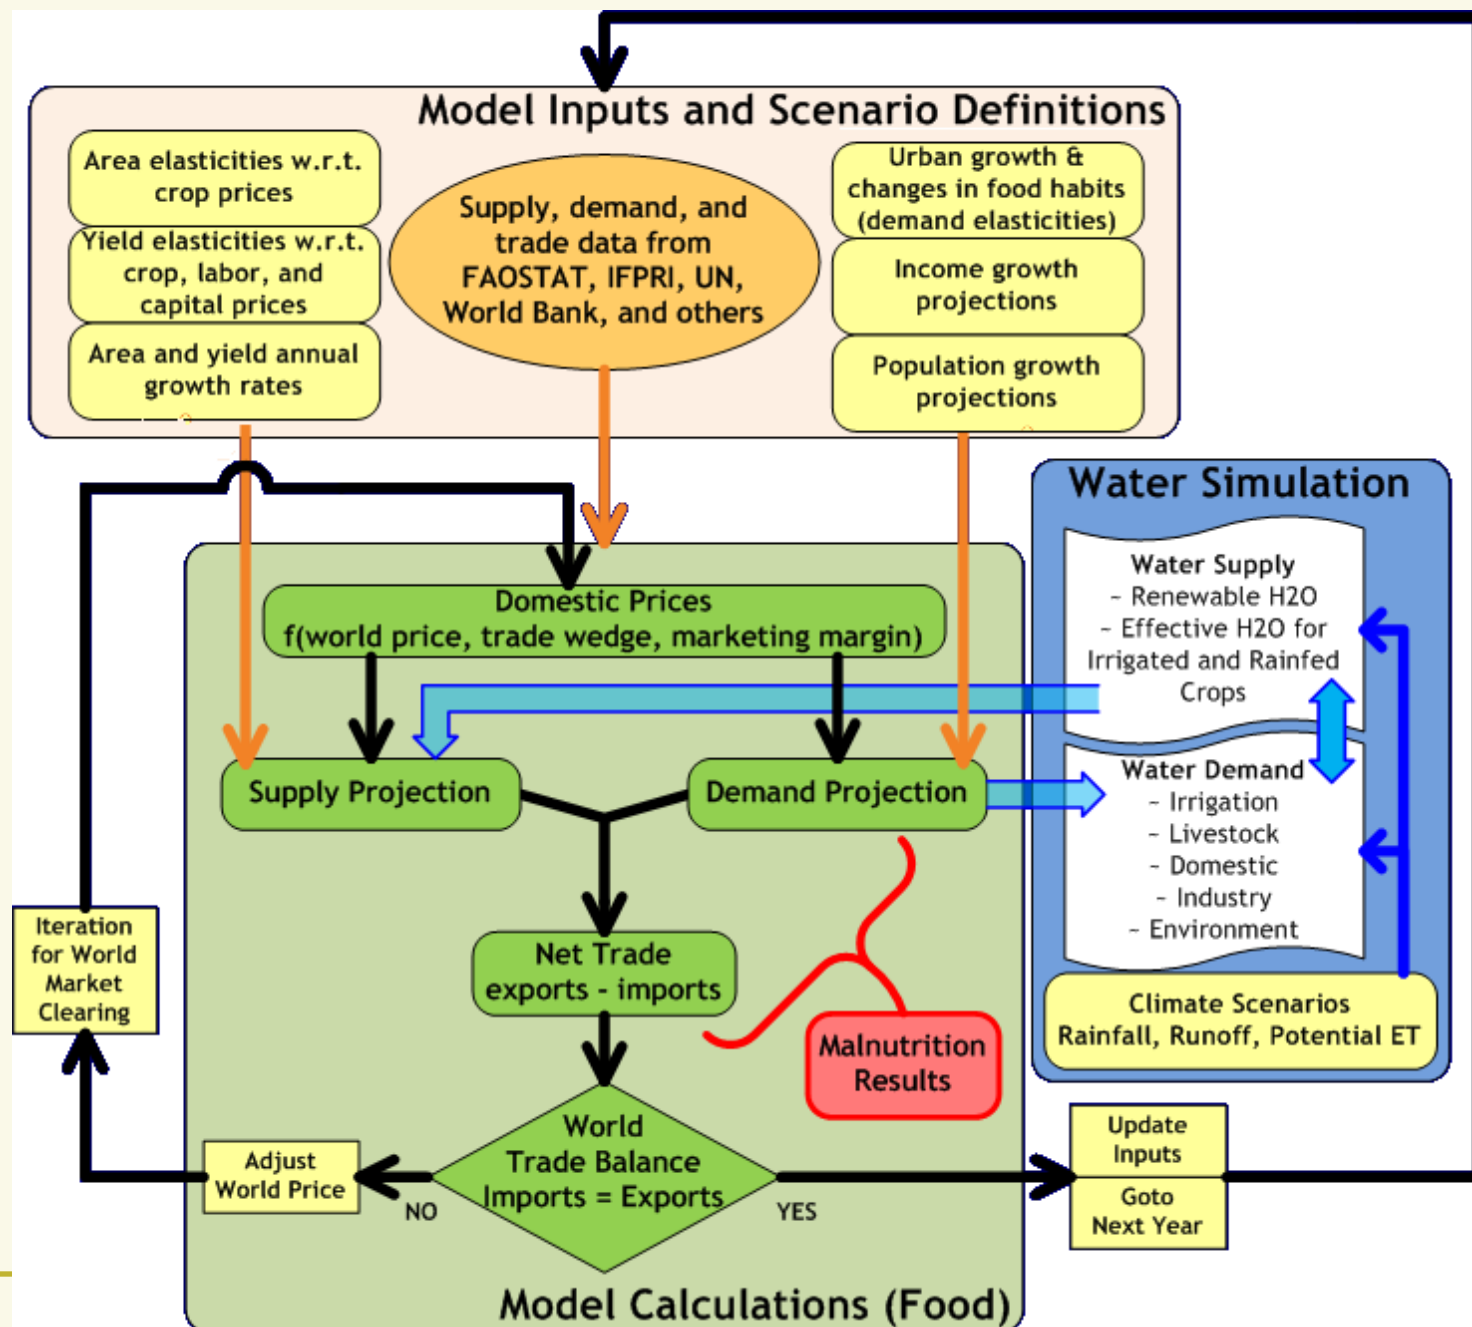 Model Inputs and Scenario Definitions
Area elasticities w.r.t.
crop prices
Yield elasticities w.r.t.
crop, labor, and
capital prices
Area and yield annual
growth rates
Supply, demand, and
trade data from
FAOSTAT, IFPRI, UN,
World Bank, and others
Urban growth &
changes in food habits
(demand elasticities)
Income growth
projections
Population growth
projections
Water Simulation
Water Supply
~ Renewable H2O
~ Effective H2O for
Irrigated and Rainfed
Crops
Water Demand
~ Irrigation
~ Livestock
~ Domestic
~ Industry
~ Environment
Climate Scenarios
Rainfall, Runoff, Potential ET
Domestic Prices
f(world price, trade wedge, marketing margin)
Supply Projection
Demand Projection
Net Trade
exports - imports
Malnutrition
Results
Iteration
for World
Market
Clearing
World
Trade Balance
Imports = Exports
Adjust
World Price
NO
YES
Update
Inputs
Goto
Next Year
Model Calculations (Food)